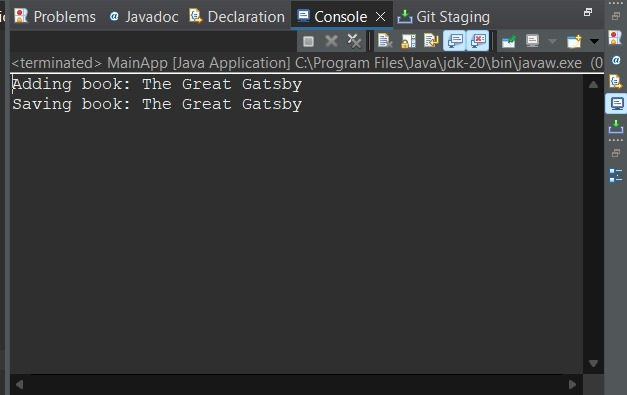 Problems @ Javadoc Declaration Console Git Staging
<terminated> MainApp [Java Application] C:\Program Files\Java\jdk-20\bin\javaw.exe (0
Adding book: The Great Gatsby
Saving book: The Great Gatsby